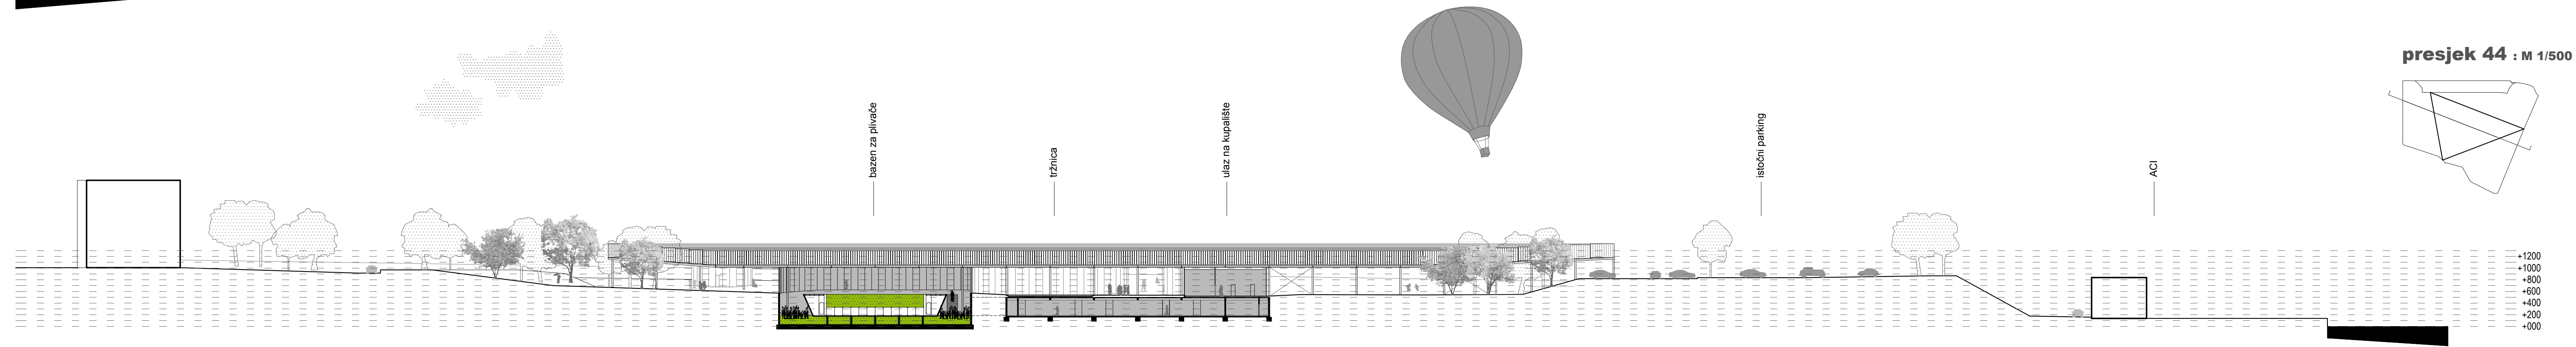 presjek 44 : M 1/500
bazen za plivače
tržnica
ulaz na kupalište
istočni parking
ACI
+1200
+1000
+800
+600
+400
+200
+000